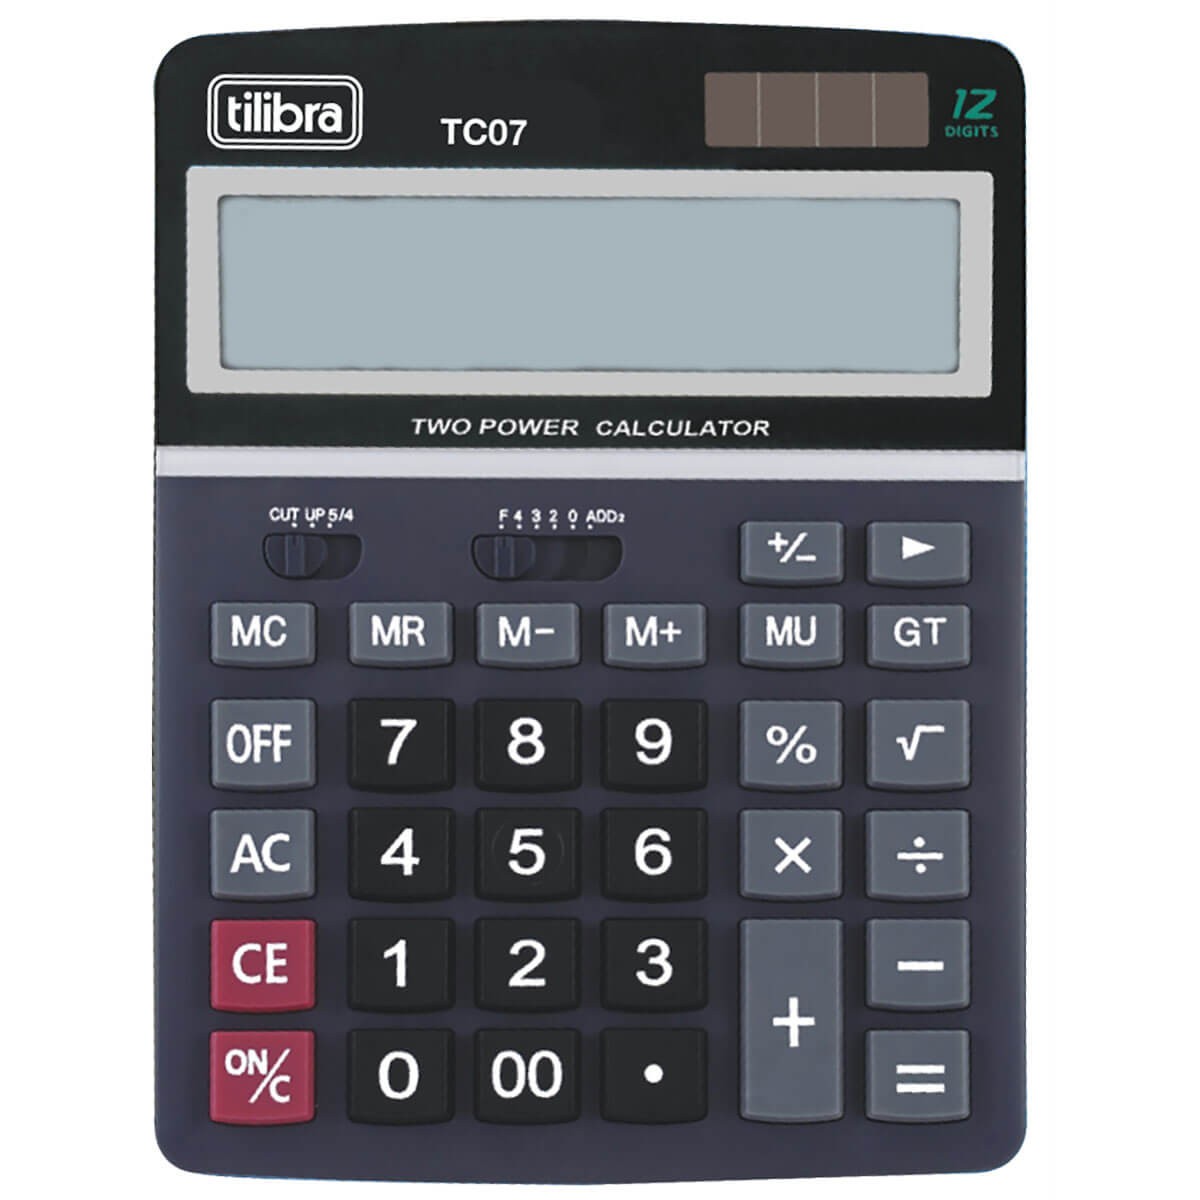 tilibra
TC07
12
DIGITS
TWO POWER CALCULATOR
CUT UP 5/4
F 4 3 2 0 ADD2
+/− ▶
MC MR M− M+ MU GT
OFF 7 8 9 % √
AC 4 5 6 × ÷
CE 1 2 3 + −
ON/C 0 00 . =